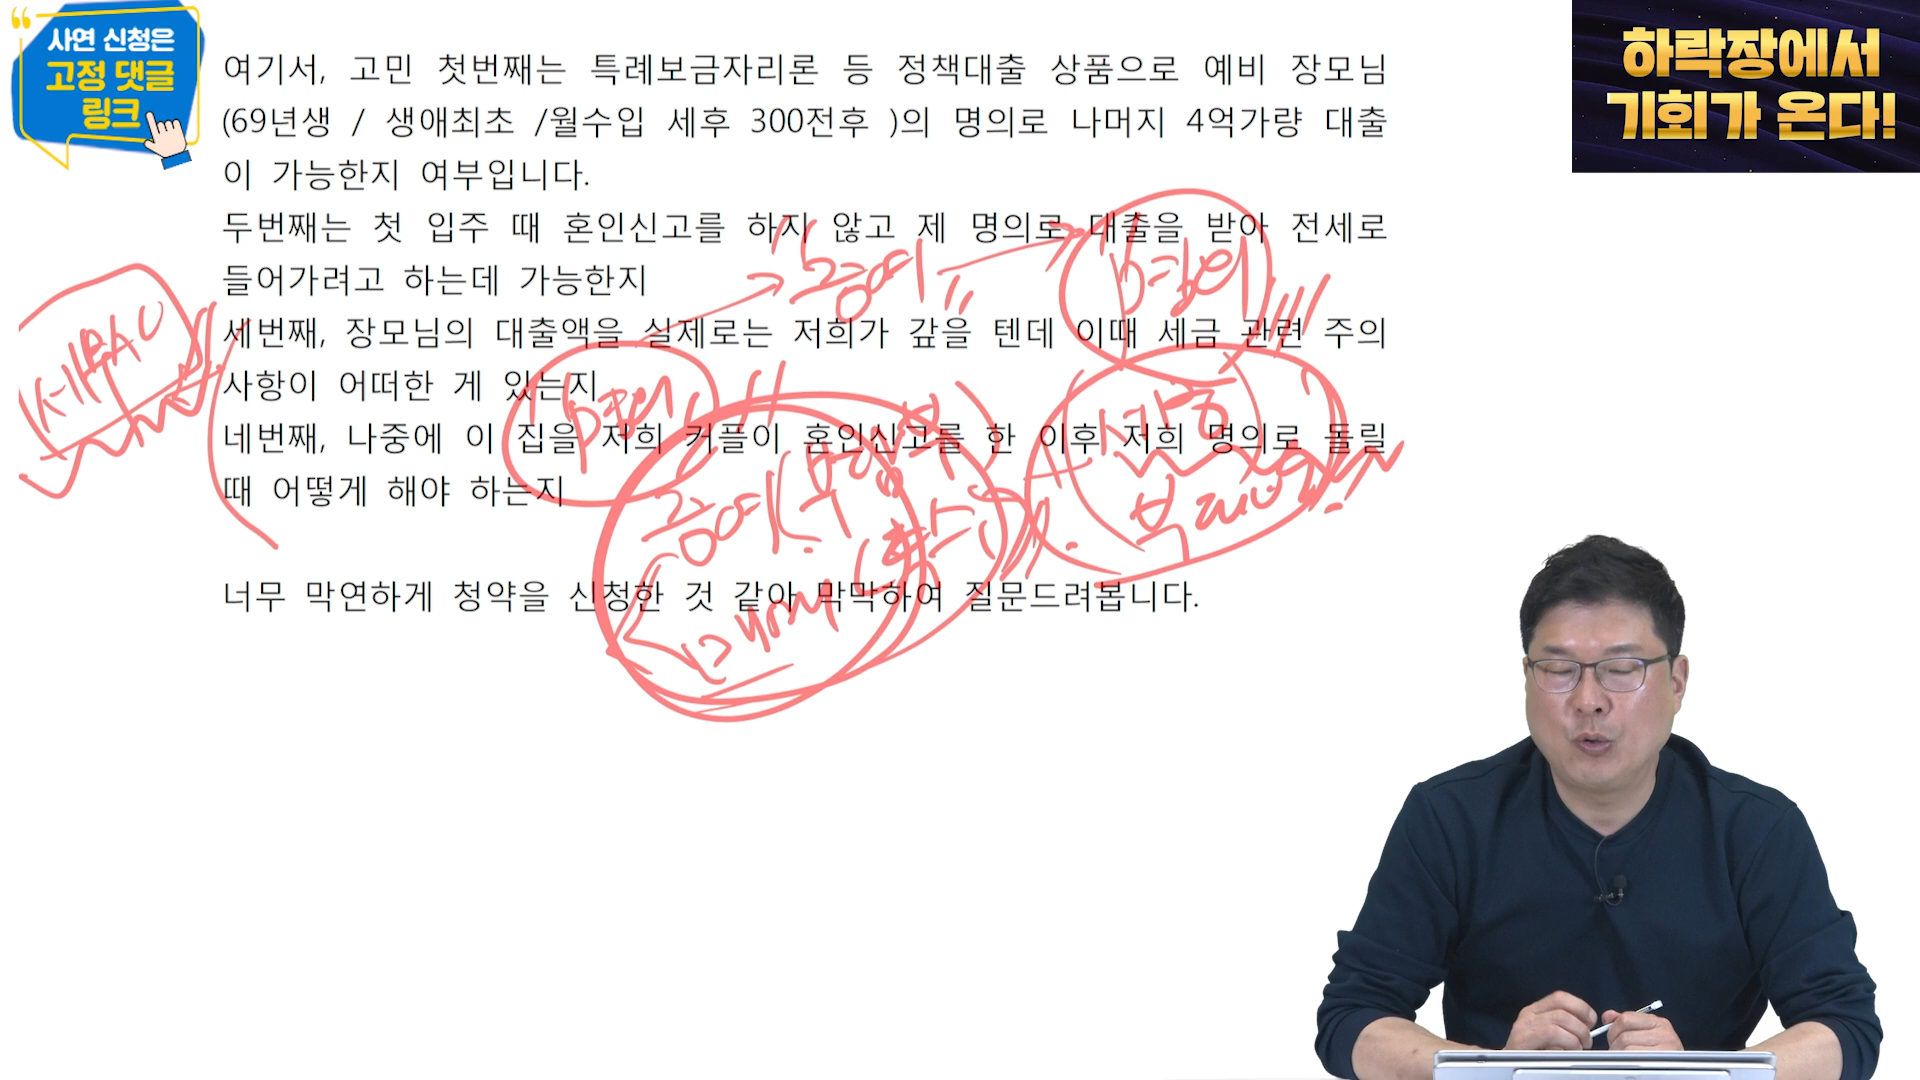 사연 신청은
고정 댓글
링크
하락장에서
기회가 온다!
여기서, 고민 첫번째는 특례보금자리론 등 정책대출 상품으로 예비 장모님
(69년생 / 생애최초 /월수입 세후 300전후 )의 명의로 나머지 4억가량 대출
이 가능한지 여부입니다.
두번째는 첫 입주 때 혼인신고를 하지 않고 제 명의로 대출을 받아 전세로
들어가려고 하는데 가능한지
세번째, 장모님의 대출액을 실제로는 저희가 갚을 텐데 이때 세금 관련 주의
사항이 어떠한 게 있는지
네번째, 나중에 이 집을 저희 커플이 혼인신고를 한 이후 저희 명의로 돌릴
때 어떻게 해야 하는지
증여
증여
너무 막연하게 청약을 신청한 것 같아 막막하여 질문드려봅니다.